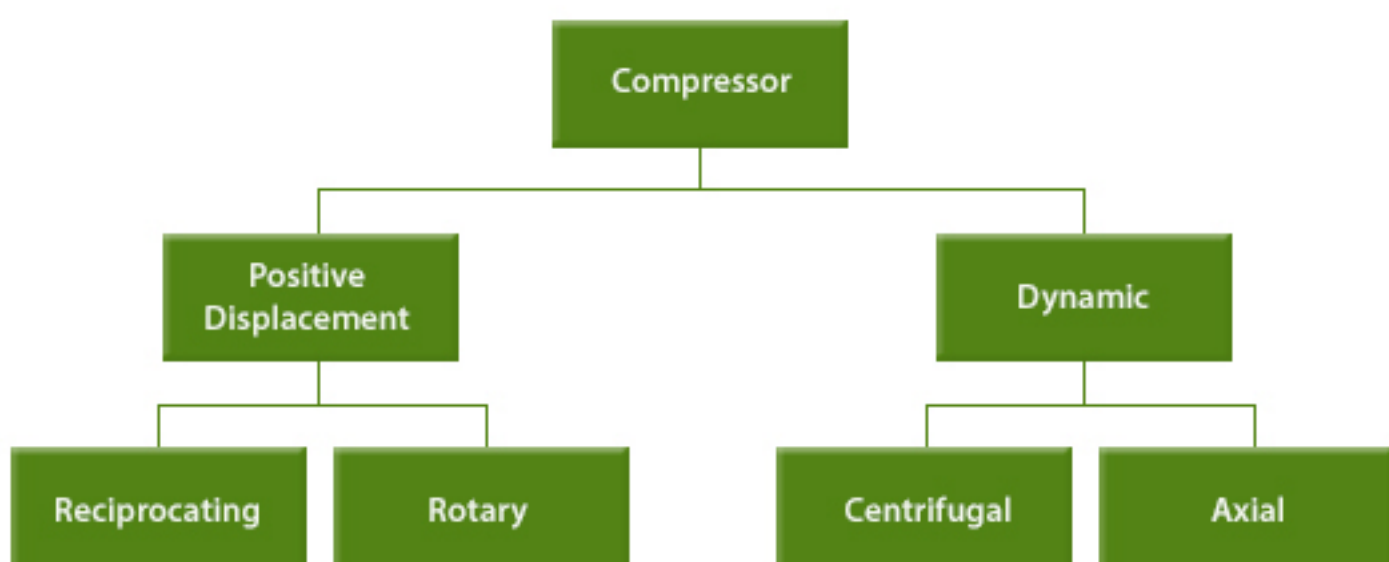 Compressor
Positive
Displacement
Dynamic
Reciprocating
Rotary
Centrifugal
Axial